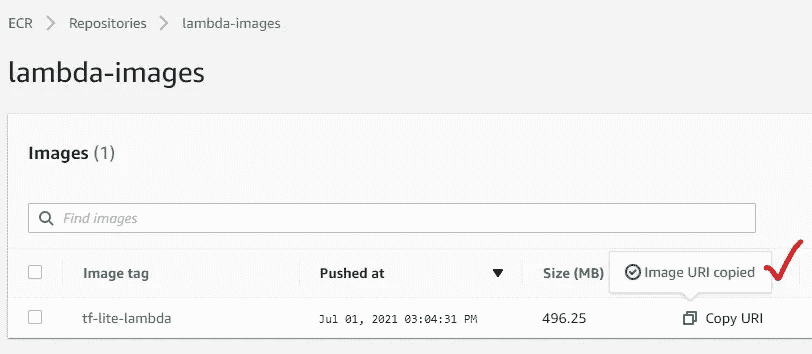 ECR Repositories lambda-images
lambda-images
Images (1)
Find images
Image tag Pushed at Size (MB) Image URI copied
tf-lite-lambda Jul 01, 2021 03:04:31 PM 496.25 Copy URI